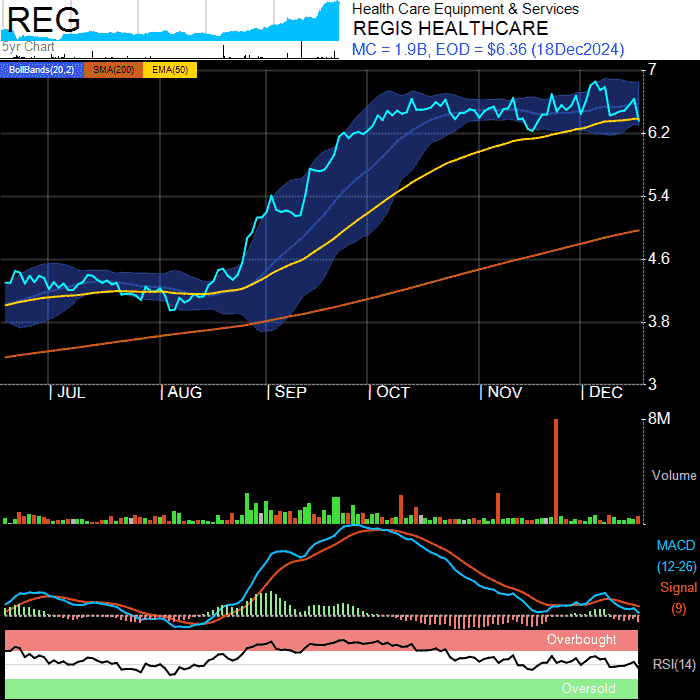 REG
5yr Chart
Health Care Equipment & Services
REGIS HEALTHCARE
MC = 1.9B, EOD = $6.36 (18Dec2024)
BollBands(20,2) SMA(200) EMA(50)
7
6.2
5.4
4.6
3.8
3
JUL AUG SEP OCT NOV DEC
8M
Volume
MACD
(12-26)
Signal
(9)
Overbought
RSI(14)
Oversold